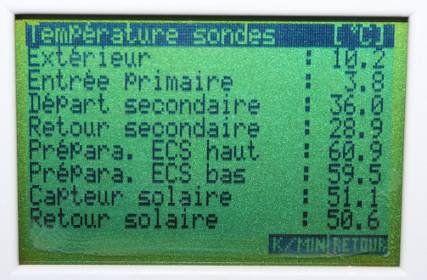 Température sondes [°C]
Extérieur : 10.2
Entrée Primaire : 3.8
Départ secondaire : 36.0
Retour secondaire : 28.9
Prépara. ECS haut : 60.9
Prépara. ECS bas : 59.5
Capteur solaire : 51.1
Retour solaire : 50.6
K/MIN RETOUR